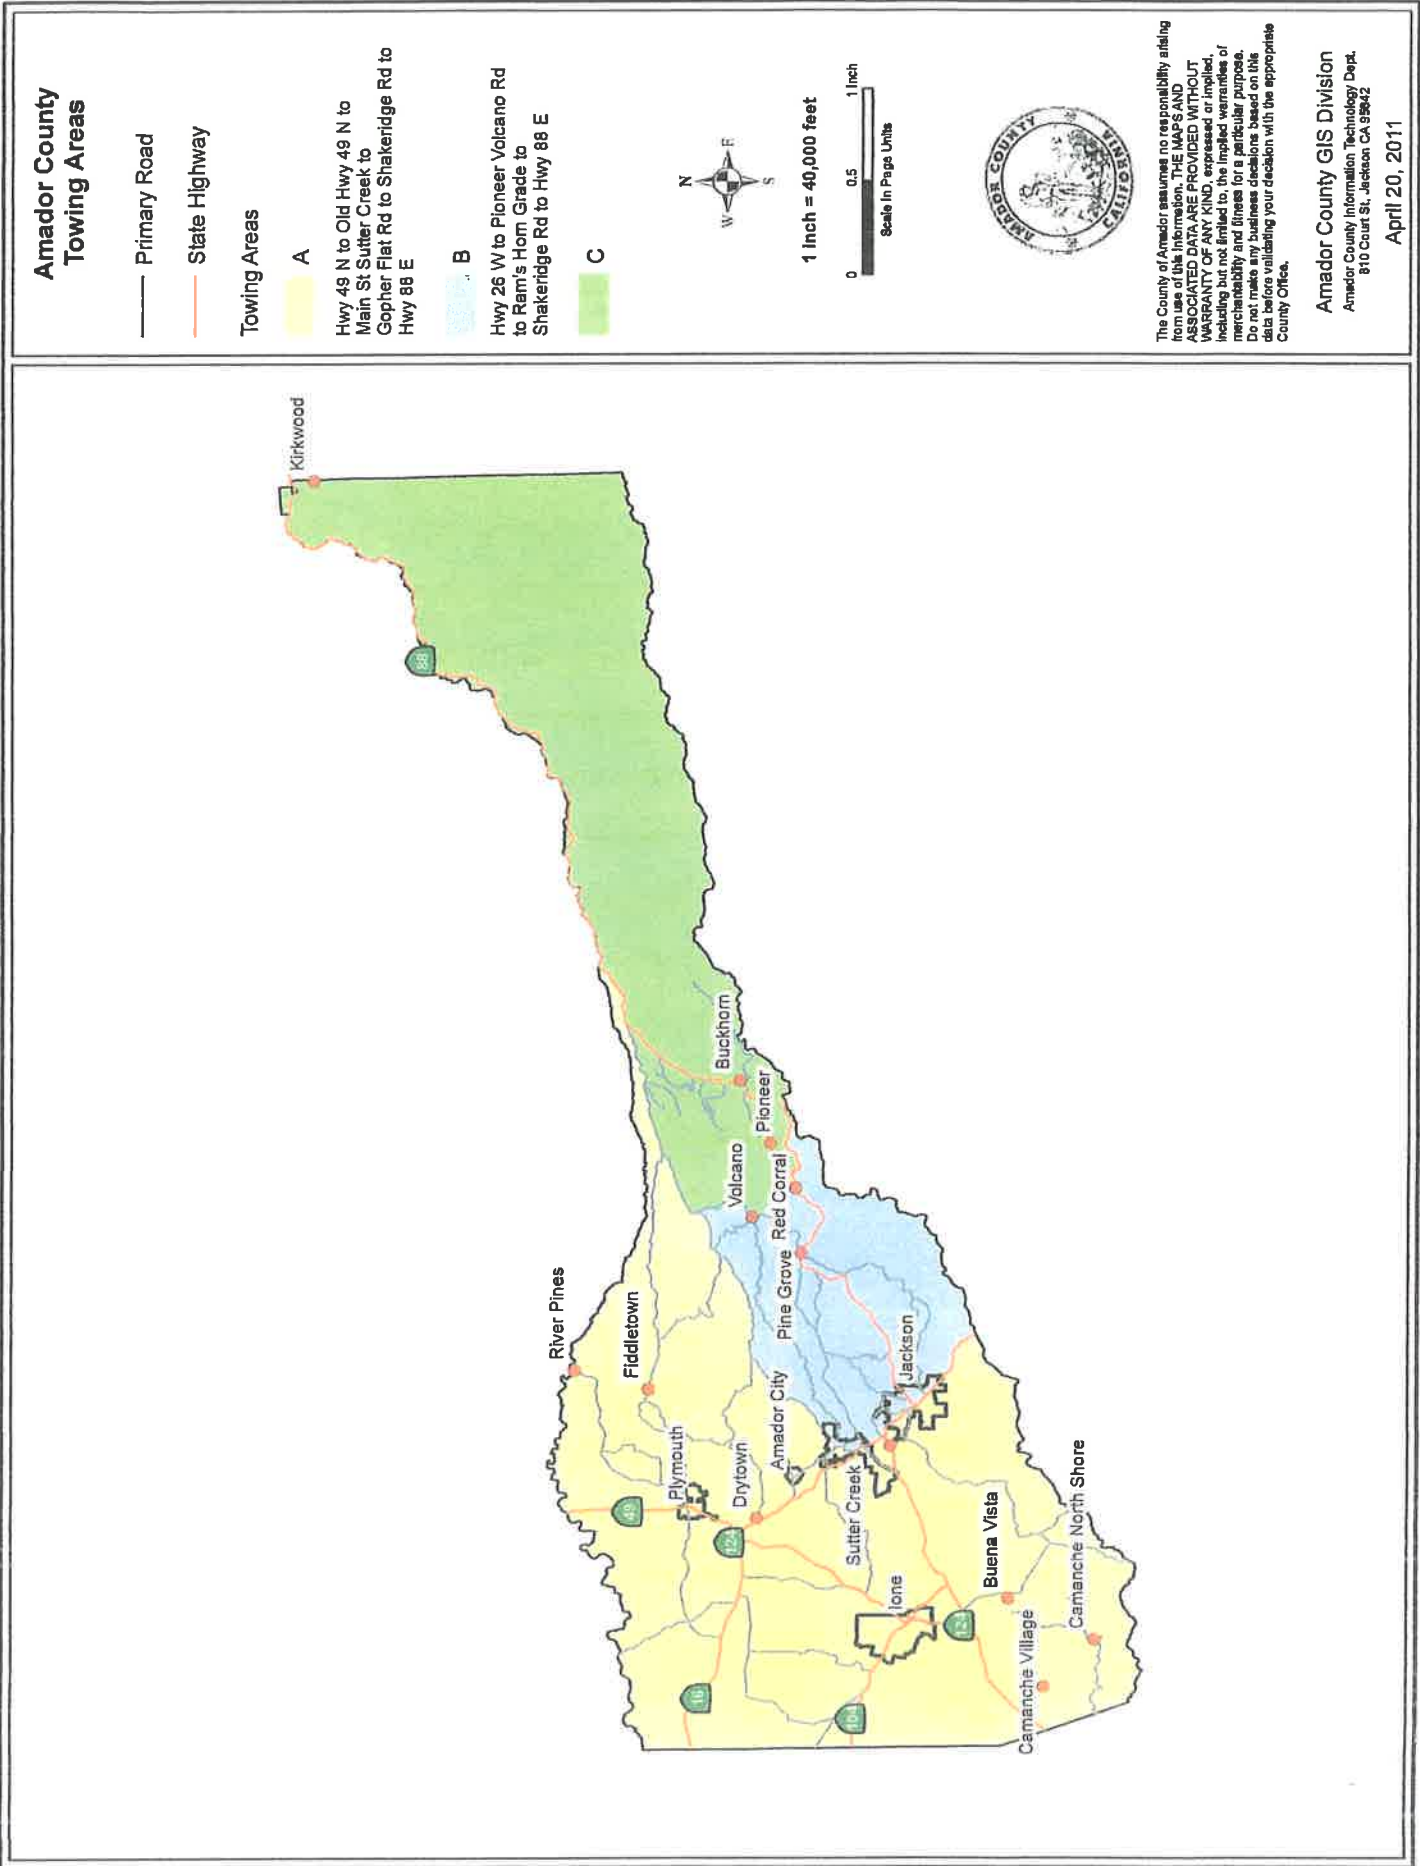 Amador County
Towing Areas
Primary Road
State Highway
Towing Areas
A
Hwy 49 N to Old Hwy 49 N to
Main St Sutter Creek to
Gopher Flat Rd to Shakeridge Rd to
Hwy 88 E
B
Hwy 26 W to Pioneer Volcano Rd
to Ram's Horn Grade to
Shakeridge Rd to Hwy 88 E
C
N
W
E
S
1 inch = 40,000 feet
0
0.5
1 Inch
Scale In Page Units
AMADOR COUNTY
CALIFORNIA
The County of Amador assumes no responsibility arising
from use of this information. THE MAPS AND
ASSOCIATED DATA ARE PROVIDED WITHOUT
WARRANTY OF ANY KIND, expressed or implied,
including but not limited to, the implied warranties of
merchantability and fitness for a particular purpose.
Do not make any business decisions based on this
data before validating your decision with the appropriate
County Office.
Amador County GIS Division
Amador County Information Technology Dept.
810 Court St. Jackson CA 95642
April 20, 2011
Kirkwood
88
Buckhorn
Pioneer
Volcano
Red Corral
Pine Grove
River Pines
Fiddletown
Jackson
Amador City
Plymouth
Drytown
49
124
Sutter Creek
Ione
Buena Vista
Camanche North Shore
Camanche Village
16
104
124